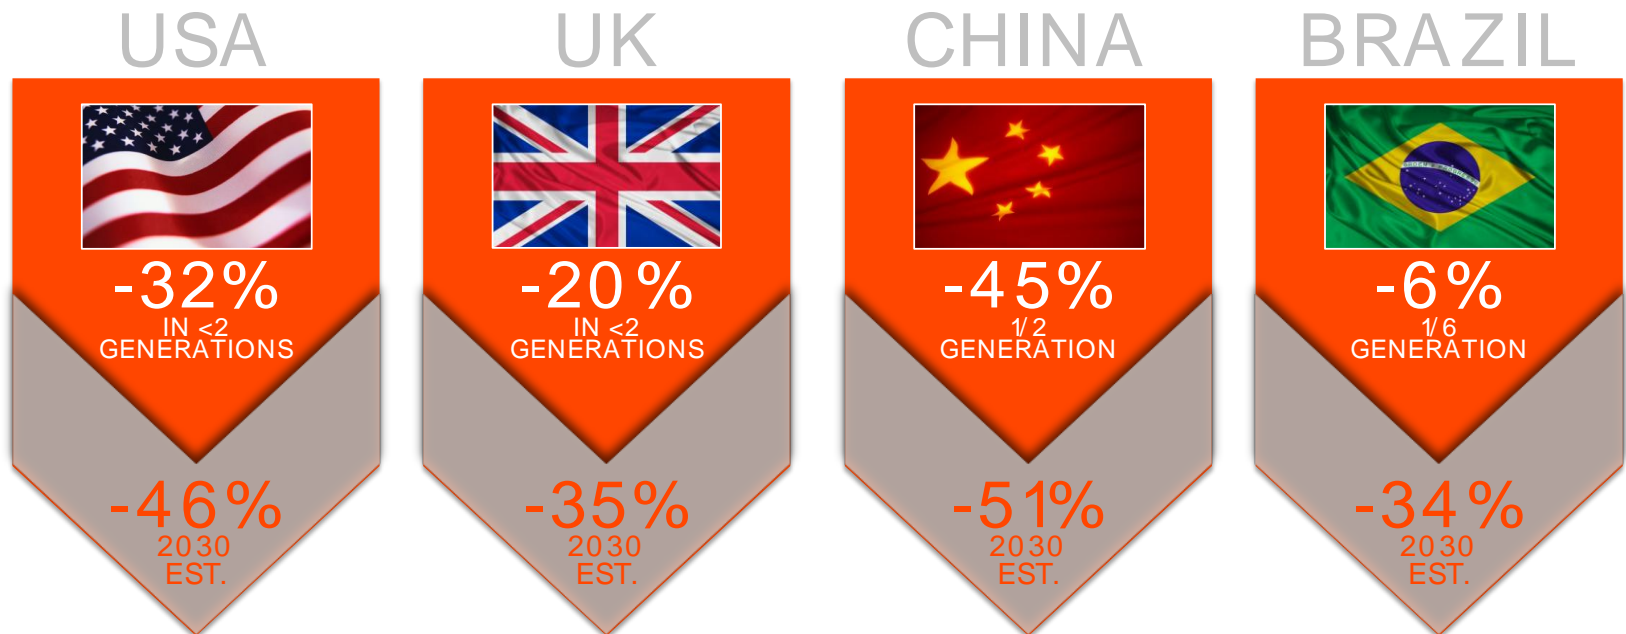 USA
-32%
IN <2
GENERATIONS
-46%
2030
EST.
UK
-20%
IN <2
GENERATIONS
-35%
2030
EST.
CHINA
-45%
1/2
GENERATION
-51%
2030
EST.
BRAZIL
-6%
1/6
GENERATION
-34%
2030
EST.